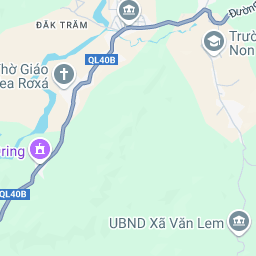 ĐĂK TRĂM
Đường
Trườ
Non
Thờ Giáo
ea Roxá
QL40B
ring
QL40B
UBND Xã Văn Lem